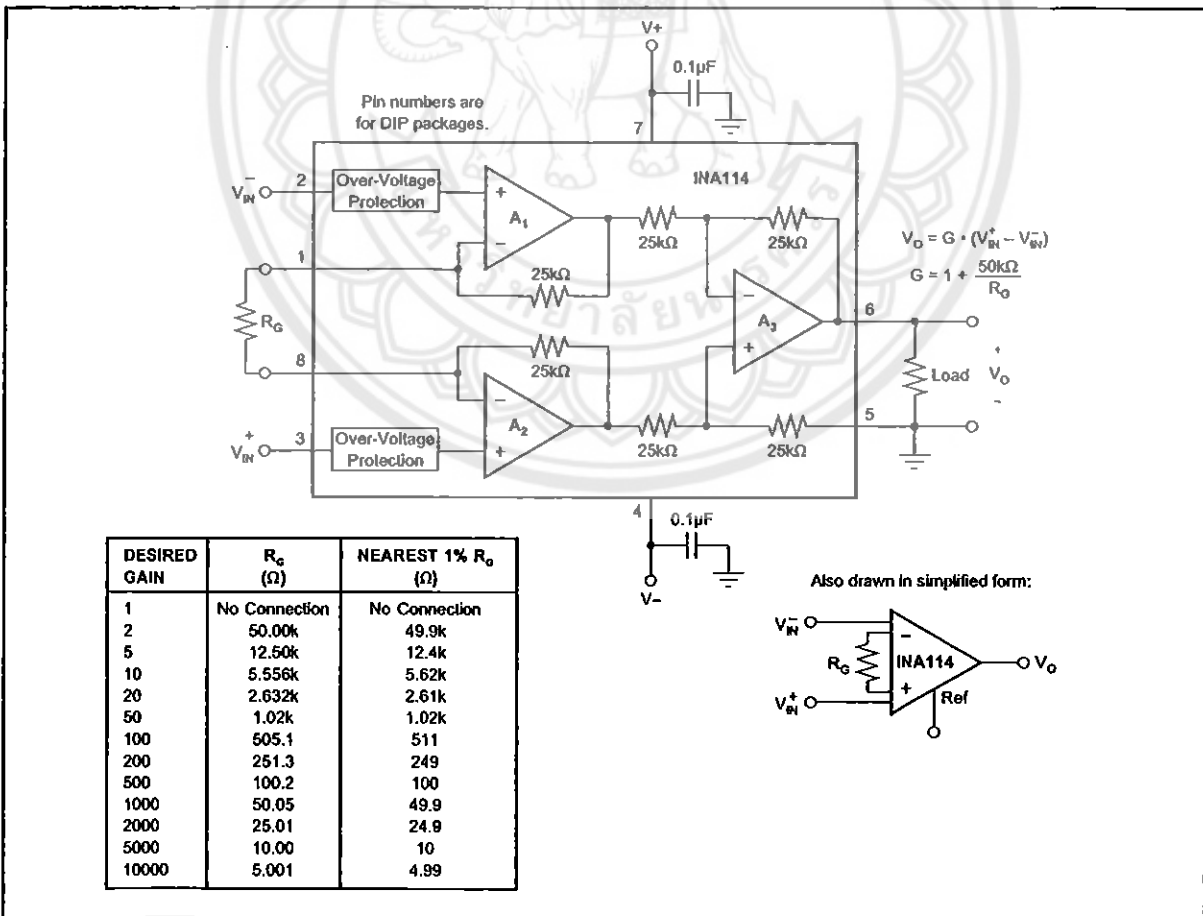 V+
0.1µF
Pin numbers are
for DIP packages.
7
INA114
V⁻IN
2
Over-Voltage
Protection
+
A1
−
25kΩ
25kΩ
VO = G • (V⁺IN − V⁻IN)
G = 1 + 50kΩ / RG
1
25kΩ
RG
−
A3
+
6
8
25kΩ
Load
+
VO
-
−
A2
+
25kΩ
25kΩ
5
V⁺IN
3
Over-Voltage
Protection
4
0.1µF
V−
DESIRED GAIN RG (Ω) NEAREST 1% RG (Ω)
1 No Connection No Connection
2 50.00k 49.9k
5 12.50k 12.4k
10 5.556k 5.62k
20 2.632k 2.61k
50 1.02k 1.02k
100 505.1 511
200 251.3 249
500 100.2 100
1000 50.05 49.9
2000 25.01 24.9
5000 10.00 10
10000 5.001 4.99
Also drawn in simplified form:
V⁻IN
−
RG
INA114
VO
+
V⁺IN
Ref